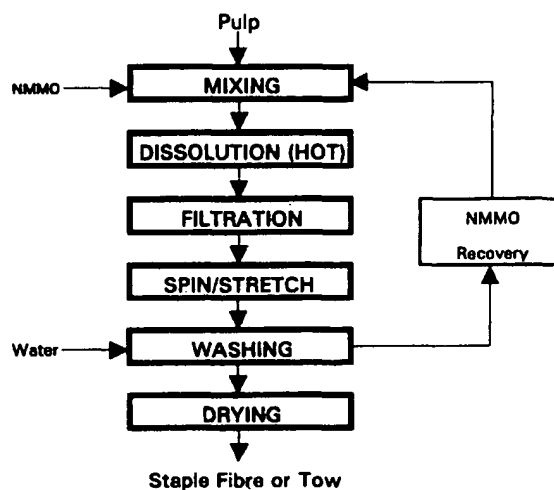 Pulp
NMMO
MIXING
DISSOLUTION (HOT)
FILTRATION
NMMO
Recovery
SPIN/STRETCH
Water
WASHING
DRYING
Staple Fibre or Tow